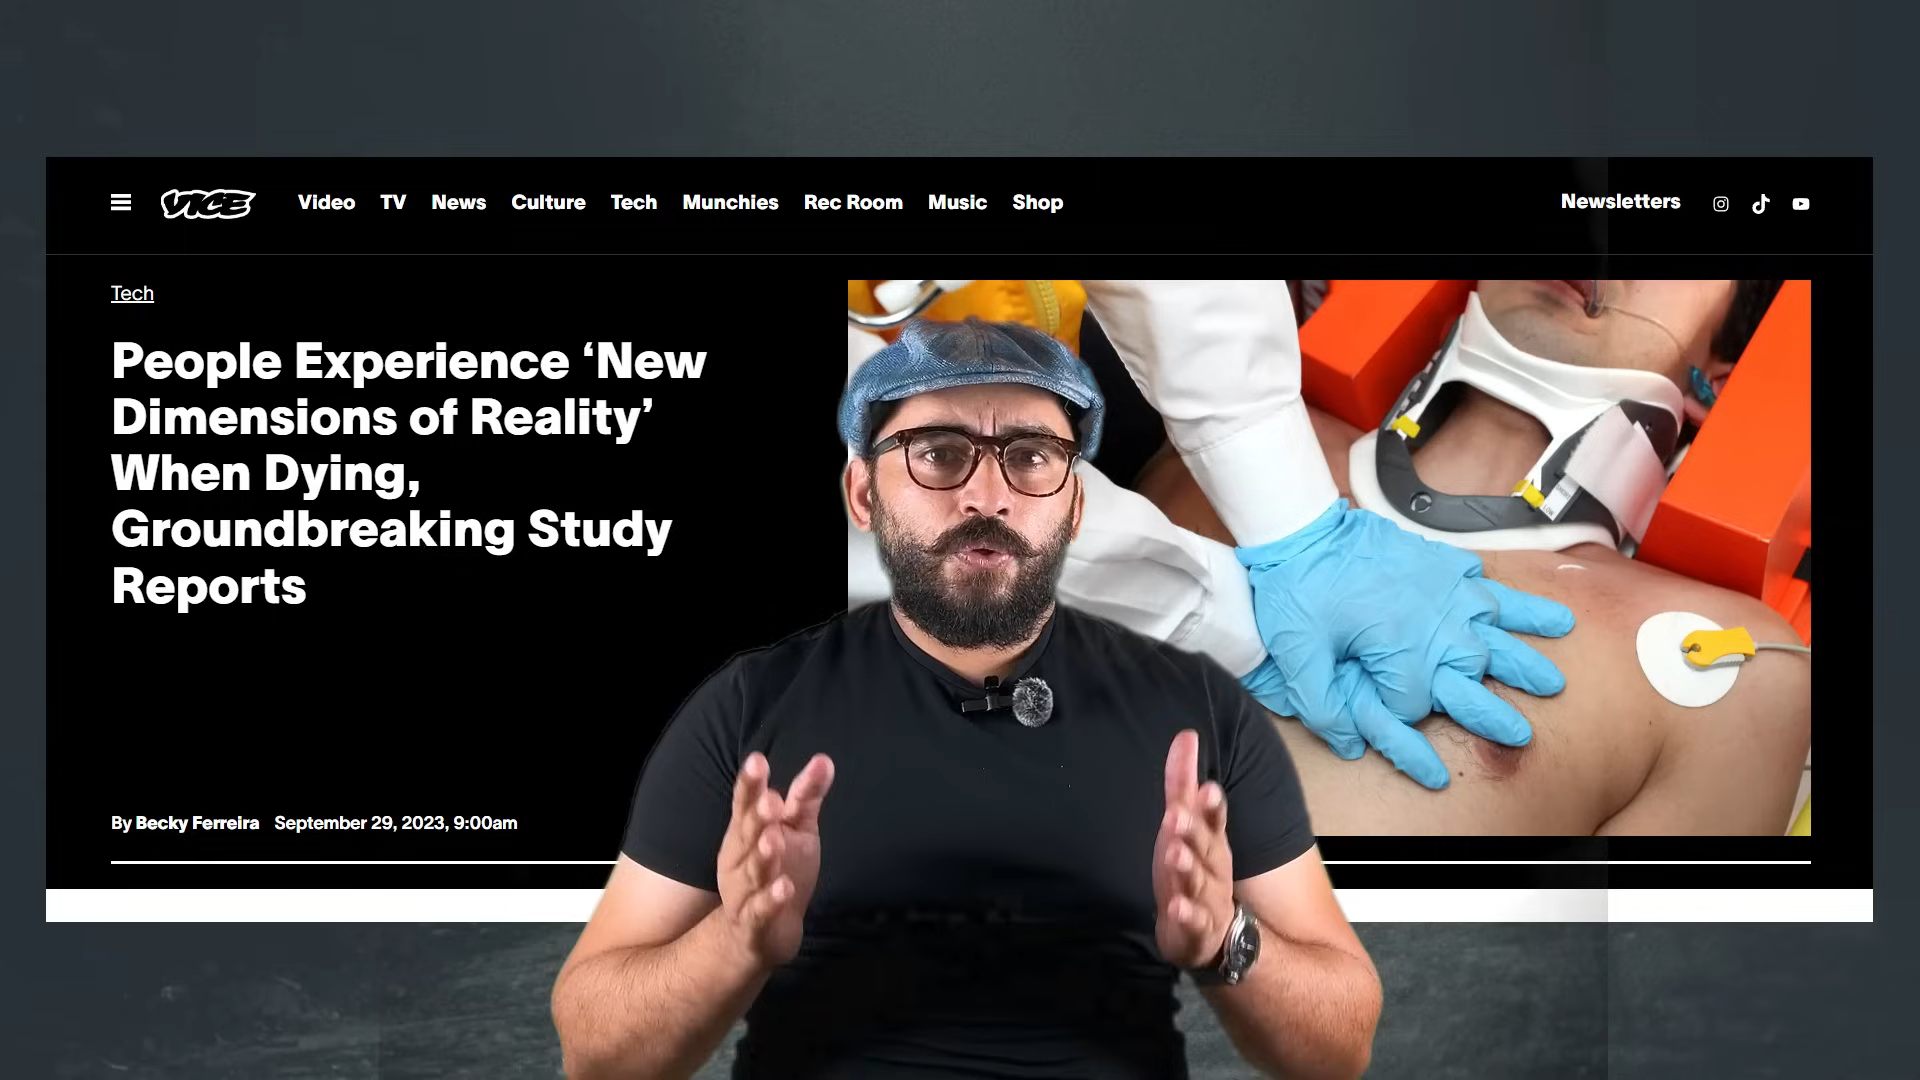 VICE Video TV News Culture Tech Munchies Rec Room Music Shop Newsletters
Tech
People Experience ‘New
Dimensions of Reality’
When Dying,
Groundbreaking Study
Reports
By Becky Ferreira September 29, 2023, 9:00am